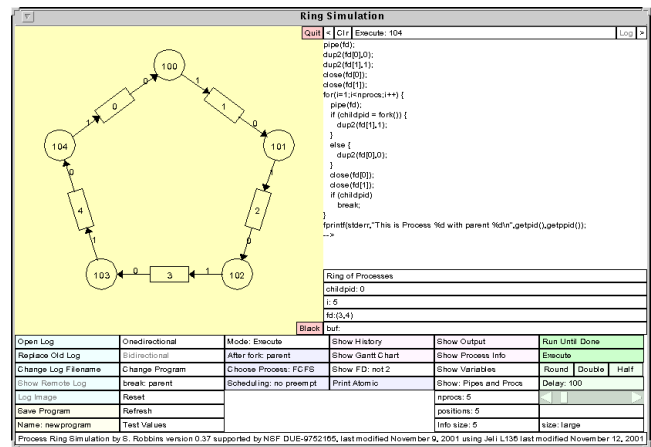 Ring Simulation
Quit < Clr Execute: 104 Log >
pipe(fd);
dup2(fd[0],0);
dup2(fd[1],1);
close(fd[0]);
close(fd[1]);
for(i=1;i<nprocs;i++) {
pipe(fd);
if (childpid = fork()) {
dup2(fd[1],1);
}
else {
dup2(fd[0],0);
}
close(fd[0]);
close(fd[1]);
if (childpid)
break;
}
fprintf(stderr,"This is Process %d with parent %d\n",getpid(),getppid());
-->
100
0 1
0 1
1 0
104 101
0 1
4 2
1 0
103 0 3 1 102
Ring of Processes
childpid: 0
i: 5
fd:(3,4)
Black buf:
Open Log Onedirectional Mode: Execute Show History Show Output Run Until Done
Replace Old Log Bidirectional After fork: parent Show Gantt Chart Show Process Info Execute
Change Log Filename Change Program Choose Process: FCFS Show FD: not 2 Show Variables Round Double Half
Show Remote Log break: parent Scheduling: no preempt Print Atomic Show: Pipes and Procs Delay: 100
Log Image Reset nprocs: 5
Save Program Refresh positions: 5
Name: newprogram Test Values Info size: 5 size: large
Process Ring Simulation by S. Robbins version 0.37 supported by NSF DUE-9752165, last modified November 9, 2001 using Jeli L136 last modified November 12, 2001